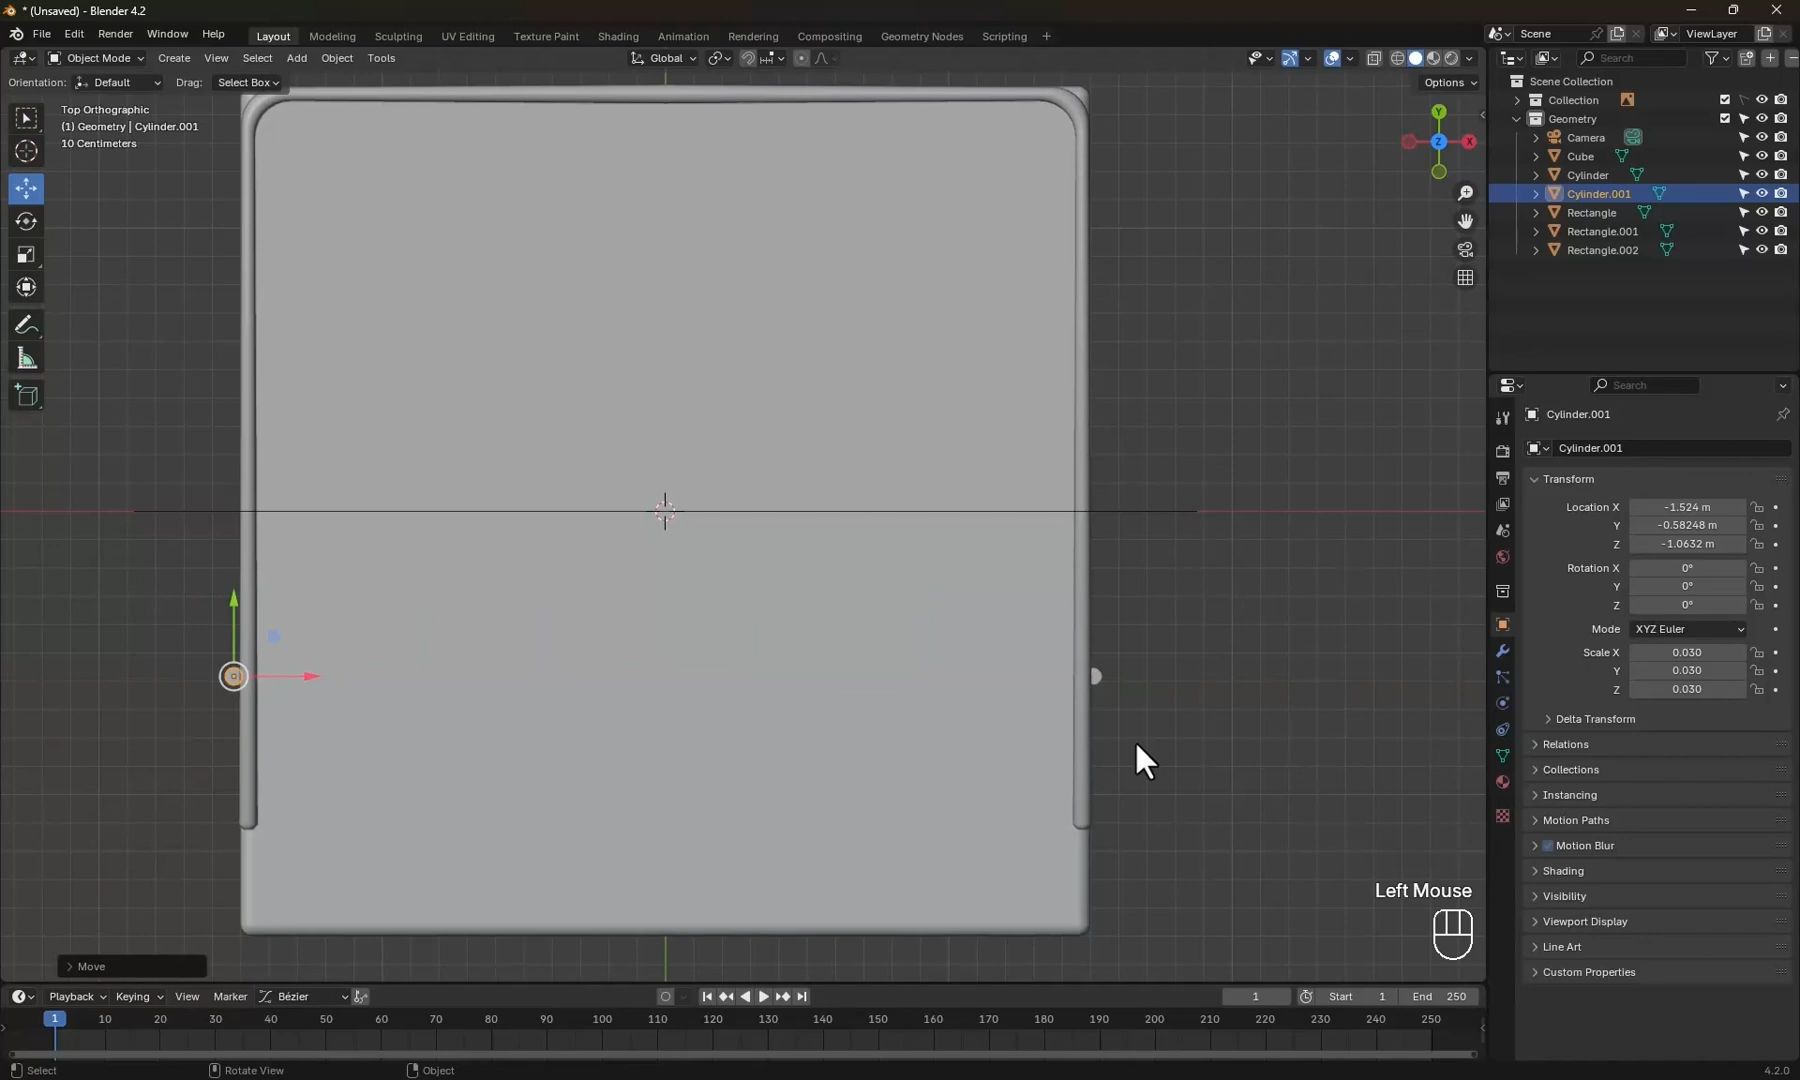 * (Unsaved) - Blender 4.2
File Edit Render Window Help Layout Modeling Sculpting UV Editing Texture Paint Shading Animation Rendering Compositing Geometry Nodes Scripting + Scene ViewLayer
Object Mode View Select Add Object Tools Create Global Search
Orientation: Default Drag: Select Box Options
Top Orthographic
(1) Geometry | Cylinder.001
10 Centimeters
Y
Z
X
Scene Collection
Collection
Geometry
Camera
Cube
Cylinder
Cylinder.001
Rectangle
Rectangle.001
Rectangle.002
Search
Cylinder.001
Cylinder.001
Transform
Location X -1.524 m
Y -0.58248 m
Z -1.0632 m
Rotation X 0°
Y 0°
Z 0°
Mode XYZ Euler
Scale X 0.030
Y 0.030
Z 0.030
Delta Transform
Relations
Collections
Instancing
Motion Paths
Motion Blur
Shading
Visibility
Viewport Display
Line Art
Custom Properties
Left Mouse
Move
Playback Keying View Marker Bézier 1 Start 1 End 250
1 10 20 30 40 50 60 70 80 90 100 110 120 130 140 150 160 170 180 190 200 210 220 230 240 250
Select Rotate View Object 4.2.0